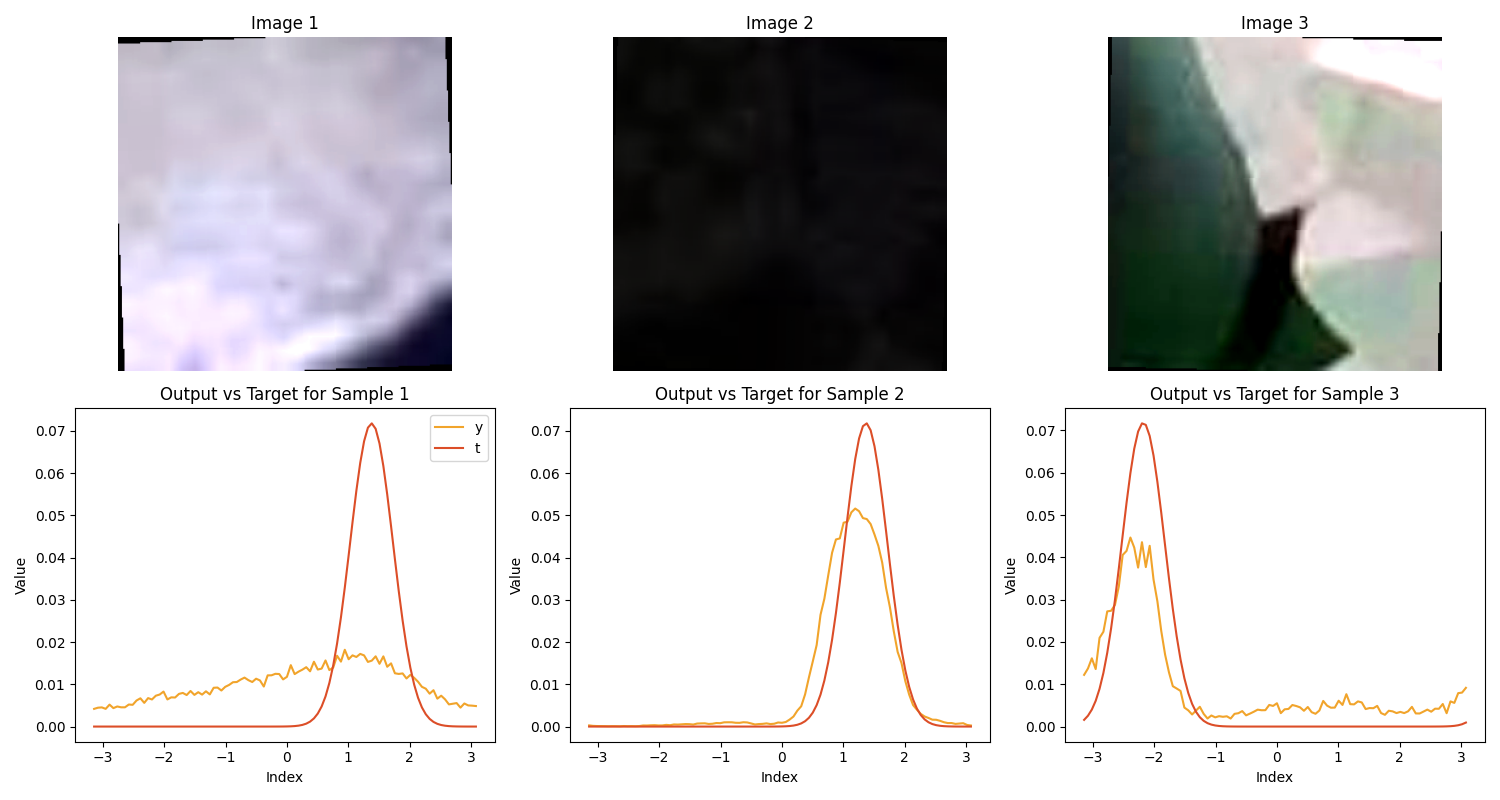 Image 1
Image 2
Image 3
Output vs Target for Sample 1
Output vs Target for Sample 2
Output vs Target for Sample 3
y
t
Value
0.07
0.06
0.05
0.04
0.03
0.02
0.01
0.00
−3 −2 −1 0 1 2 3
Index
Value
0.07
0.06
0.05
0.04
0.03
0.02
0.01
0.00
−3 −2 −1 0 1 2 3
Index
Value
0.07
0.06
0.05
0.04
0.03
0.02
0.01
0.00
−3 −2 −1 0 1 2 3
Index